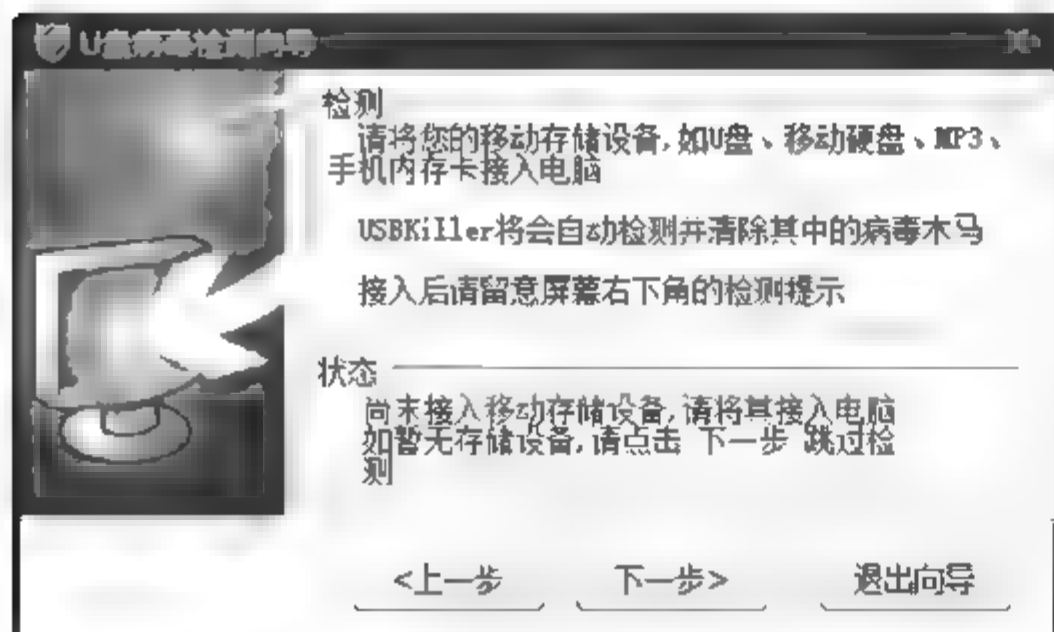 U盘病毒检测向导
检测
请将您的移动存储设备,如U盘、移动硬盘、MP3、
手机内存卡接入电脑
USBKiller将会自动检测并清除其中的病毒木马
接入后请留意屏幕右下角的检测提示
状态
尚未接入移动存储设备,请将其接入电脑
如暂无存储设备,请点击 下一步 跳过检
测
<上一步
下一步>
退出向导